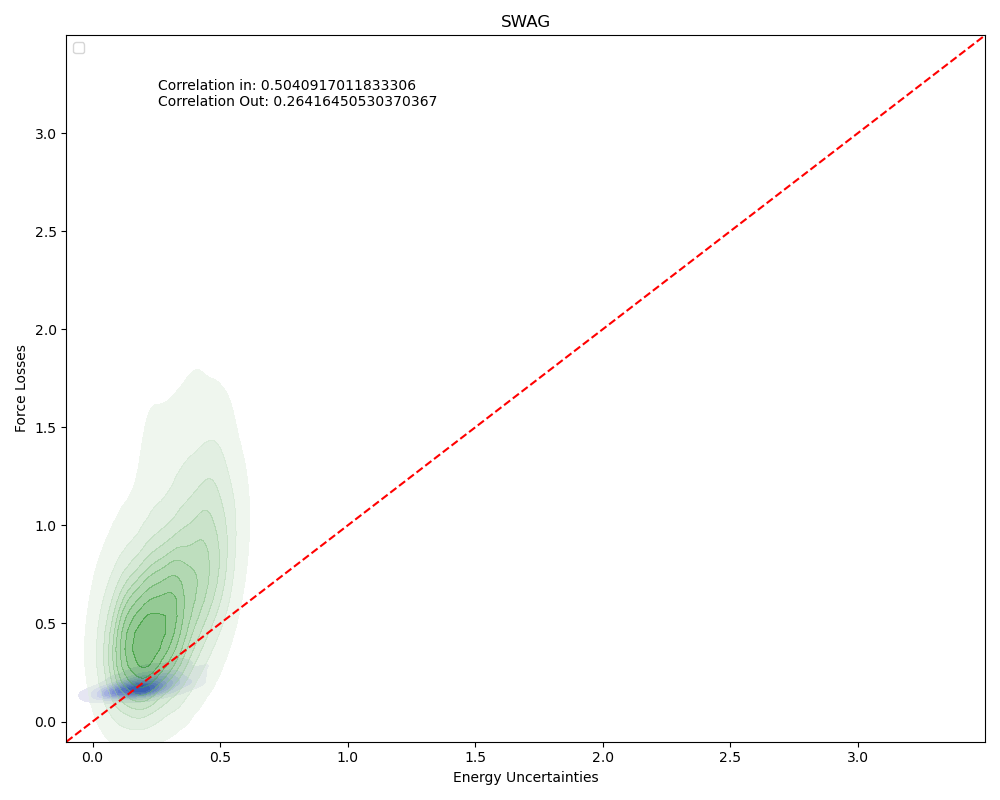 SWAG
Correlation in: 0.5040917011833306
Correlation Out: 0.26416450530370367
3.0
2.5
2.0
1.5
1.0
0.5
0.0
Force Losses
0.0 0.5 1.0 1.5 2.0 2.5 3.0
Energy Uncertainties